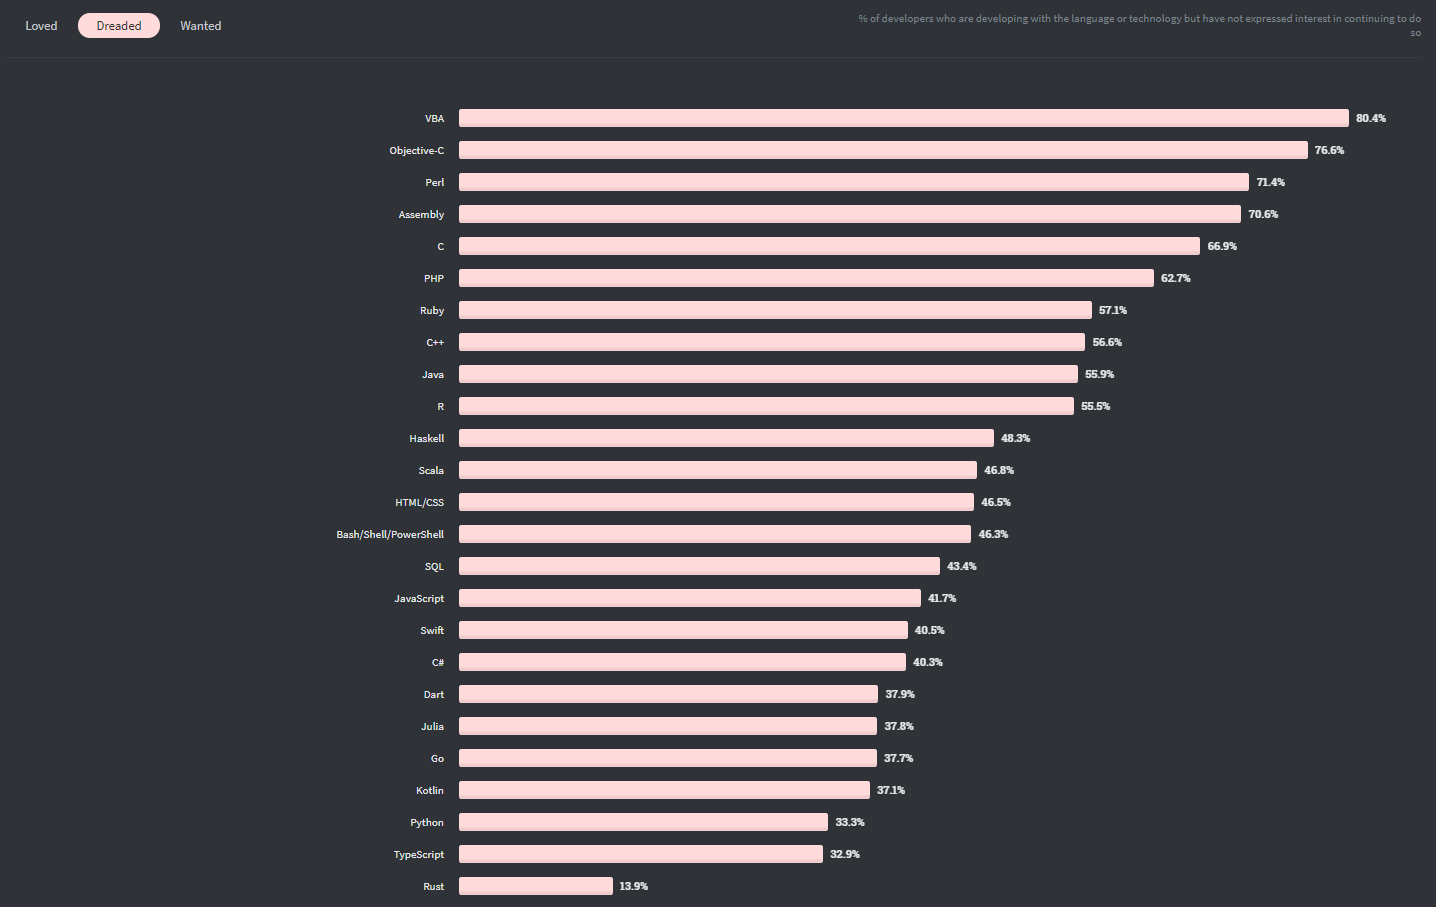 Loved Dreaded Wanted
% of developers who are developing with the language or technology but have not expressed interest in continuing to do
so
VBA 80.4%
Objective-C 76.6%
Perl 71.4%
Assembly 70.6%
C 66.9%
PHP 62.7%
Ruby 57.1%
C++ 56.6%
Java 55.9%
R 55.5%
Haskell 48.3%
Scala 46.8%
HTML/CSS 46.5%
Bash/Shell/PowerShell 46.3%
SQL 43.4%
JavaScript 41.7%
Swift 40.5%
C# 40.3%
Dart 37.9%
Julia 37.8%
Go 37.7%
Kotlin 37.1%
Python 33.3%
TypeScript 32.9%
Rust 13.9%